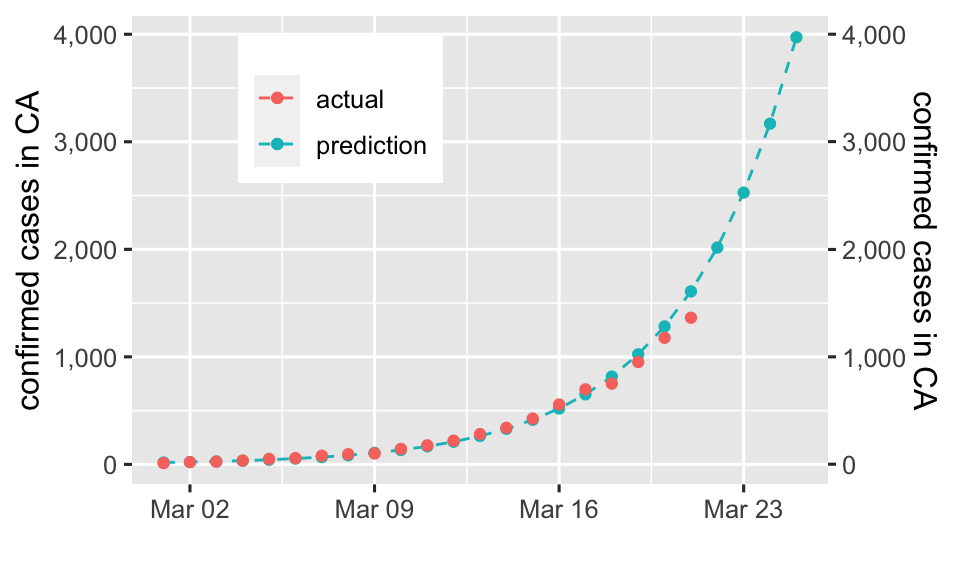 confirmed cases in CA
4,000
3,000
2,000
1,000
0
actual
prediction
4,000
3,000
2,000
1,000
0
confirmed cases in CA
Mar 02
Mar 09
Mar 16
Mar 23